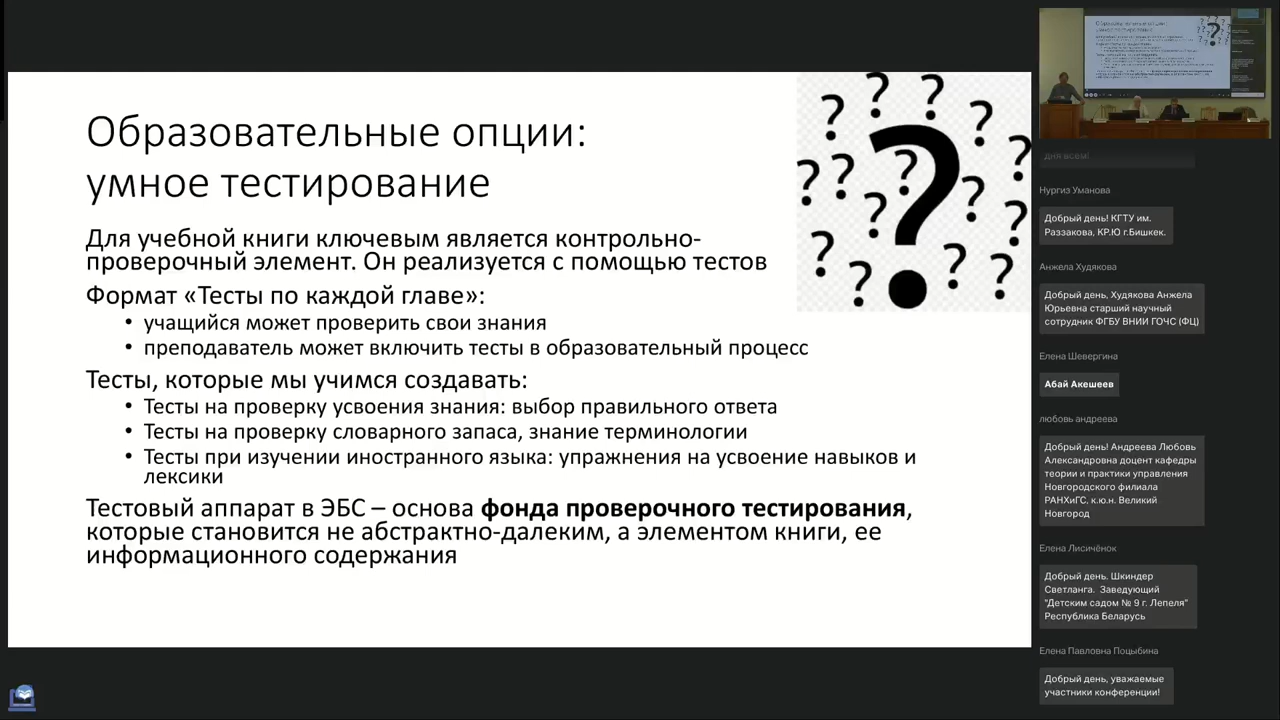 Образовательные опции:
умное тестирование
Для учебной книги ключевым является контрольно-
проверочный элемент. Он реализуется с помощью тестов
Формат «Тесты по каждой главе»:
• учащийся может проверить свои знания
• преподаватель может включить тесты в образовательный процесс
Тесты, которые мы учимся создавать:
• Тесты на проверку усвоения знания: выбор правильного ответа
• Тесты на проверку словарного запаса, знание терминологии
• Тесты при изучении иностранного языка: упражнения на усвоение навыков и
лексики
Тестовый аппарат в ЭБС – основа фонда проверочного тестирования,
которые становится не абстрактно-далеким, а элементом книги, ее
информационного содержания
дня всем!
Нургиз Уманова
Добрый день! КГТУ им.
Раззакова, КР.Ю г.Бишкек.
Анжела Худякова
Добрый день, Худякова Анжела
Юрьевна старший научный
сотрудник ФГБУ ВНИИ ГОЧС (ФЦ)
Елена Шевергина
Абай Акешеев
любовь андреева
Добрый день! Андреева Любовь
Александровна доцент кафедры
теории и практики управления
Новгородского филиала
РАНХиГС, к.ю.н. Великий
Новгород
Елена Лисичёнок
Добрый день. Шкиндер
Светланга. Заведующий
"Детским садом № 9 г. Лепеля"
Республика Беларусь
Елена Павловна Поцыбина
Добрый день, уважаемые
участники конференции!